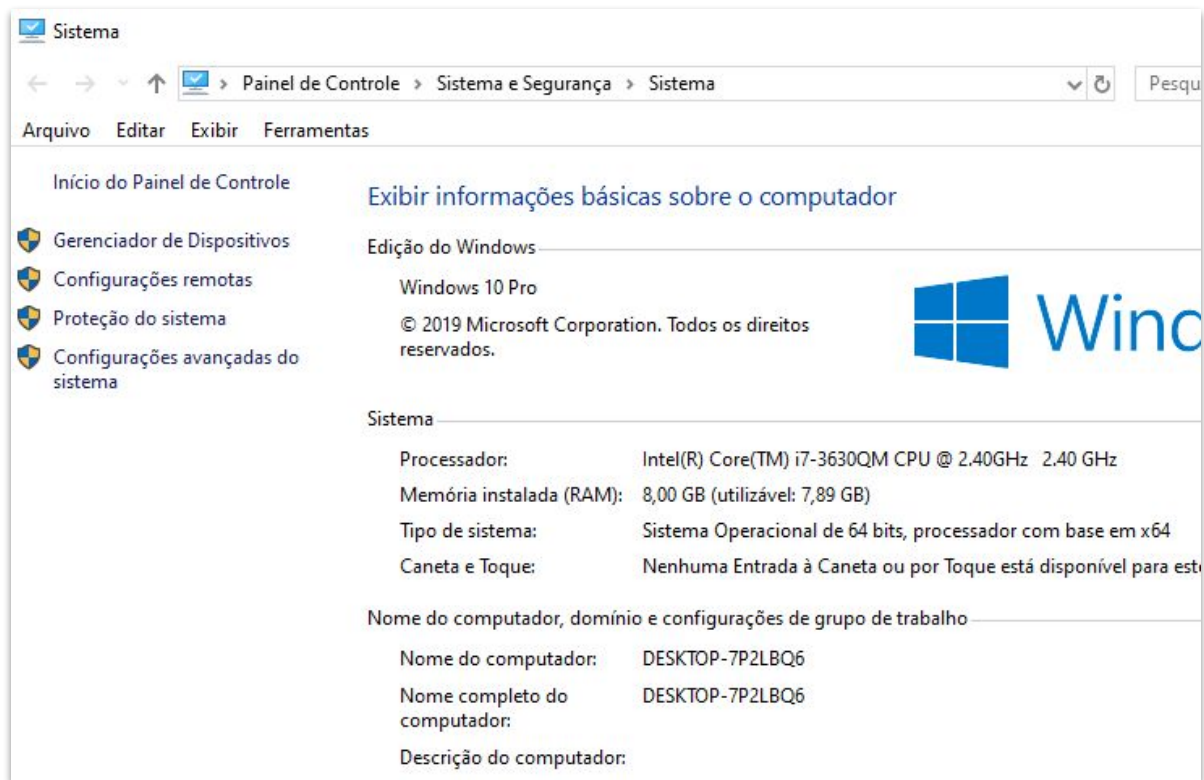 Sistema
Painel de Controle › Sistema e Segurança › Sistema
Arquivo Editar Exibir Ferramentas
Início do Painel de Controle
Gerenciador de Dispositivos
Configurações remotas
Proteção do sistema
Configurações avançadas do
sistema
Exibir informações básicas sobre o computador
Edição do Windows
Windows 10 Pro
© 2019 Microsoft Corporation. Todos os direitos
reservados.
Sistema
Processador: Intel(R) Core(TM) i7-3630QM CPU @ 2.40GHz 2.40 GHz
Memória instalada (RAM): 8,00 GB (utilizável: 7,89 GB)
Tipo de sistema: Sistema Operacional de 64 bits, processador com base em x64
Caneta e Toque: Nenhuma Entrada à Caneta ou por Toque está disponível para
Nome do computador, domínio e configurações de grupo de trabalho
Nome do computador: DESKTOP-7P2LBQ6
Nome completo do DESKTOP-7P2LBQ6
computador:
Descrição do computador: